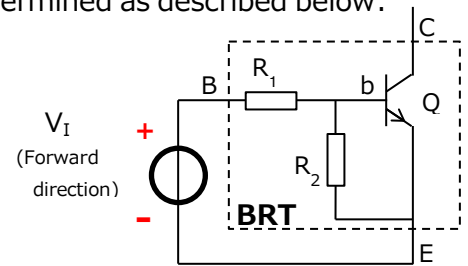 ermined as described below.
C
R1
B
b
Q
VI
+
(Forward
direction)
R2
-
BRT
E